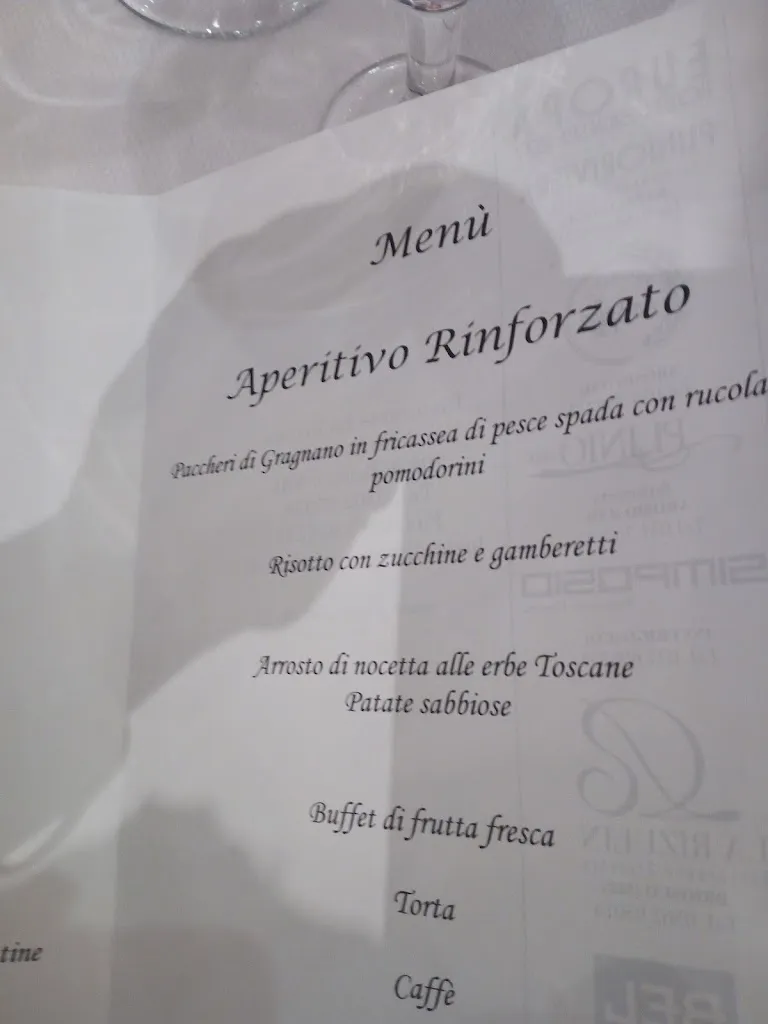 Menù
Aperitivo Rinforzato
Paccheri di Gragnano in fricassea di pesce spada con rucola
pomodorini
Risotto con zucchine e gamberetti
Arrosto di nocetta alle erbe Toscane
Patate sabbiose
Buffet di frutta fresca
Torta
Caffè
tine